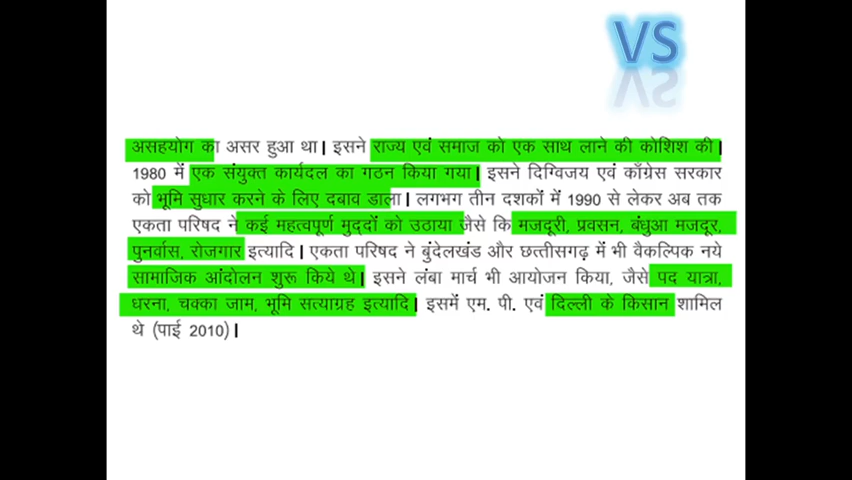 VS
असहयोग का असर हुआ था। इसने राज्य एवं समाज को एक साथ लाने की कोशिश की।
1980 में एक संयुक्त कार्यदल का गठन किया गया। इसने दिग्विजय एवं काँग्रेस सरकार
को भूमि सुधार करने के लिए दबाव डाला। लगभग तीन दशकों में 1990 से लेकर अब तक
एकता परिषद ने कई महत्वपूर्ण मुद्दों को उठाया जैसे कि मजदूरी, प्रवसन, बंधुआ मजदूर,
पुनर्वास, रोजगार इत्यादि। एकता परिषद ने बुंदेलखंड और छत्तीसगढ़ में भी वैकल्पिक नये
सामाजिक आंदोलन शुरू किये थे। इसने लंबा मार्च भी आयोजन किया, जैसे पद यात्रा,
धरना, चक्का जाम, भूमि सत्याग्रह इत्यादि। इसमें एम. पी. एवं दिल्ली के किसान शामिल
थे (पाई 2010)।